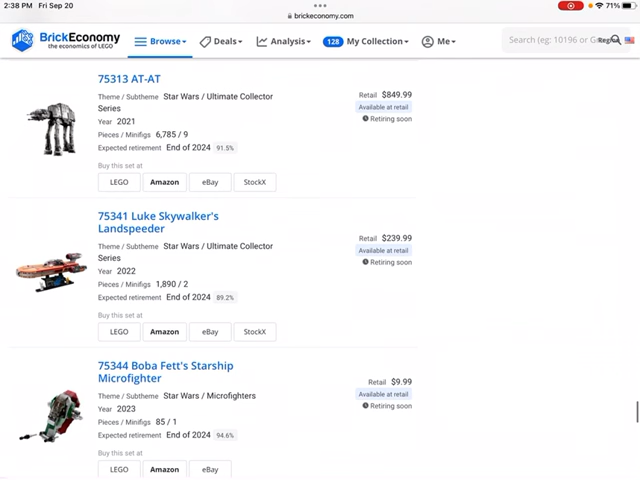 2:38 PM Fri Sep 20
71%
brickeconomy.com
BrickEconomy
the economics of LEGO
Browse
Deals
Analysis
128 My Collection
Me
Search (eg: 10196 or G
75313 AT-AT
Retail $849.99
Theme / Subtheme Star Wars / Ultimate Collector
Series
Available at retail
Retiring soon
Year 2021
Pieces / Minifigs 6,785 / 9
Expected retirement End of 2024 91.5%
Buy this set at
LEGO Amazon eBay StockX
75341 Luke Skywalker's
Landspeeder
Retail $239.99
Theme / Subtheme Star Wars / Ultimate Collector
Series
Available at retail
Retiring soon
Year 2022
Pieces / Minifigs 1,890 / 2
Expected retirement End of 2024 89.2%
Buy this set at
LEGO Amazon eBay StockX
75344 Boba Fett's Starship
Microfighter
Retail $9.99
Theme / Subtheme Star Wars / Microfighters
Available at retail
Retiring soon
Year 2023
Pieces / Minifigs 85 / 1
Expected retirement End of 2024 94.6%
Buy this set at
LEGO Amazon eBay